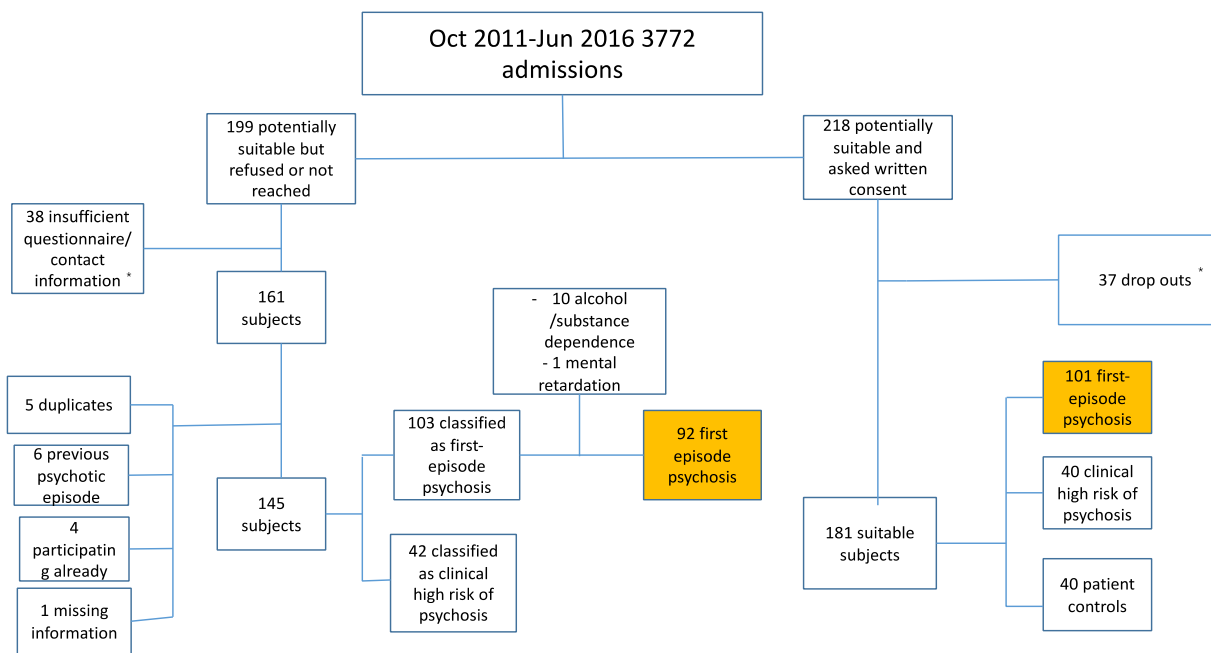 Oct 2011-Jun 2016 3772
admissions
199 potentially
suitable but
refused or not
reached
218 potentially
suitable and
asked written
consent
38 insufficient
questionnaire/
contact
information *
37 drop outs *
161
subjects
- 10 alcohol
/substance
dependence
- 1 mental
retardation
5 duplicates
6 previous
psychotic
episode
4
participatin
g already
1 missing
information
145
subjects
103 classified
as first-
episode
psychosis
92 first
episode
psychosis
42 classified
as clinical
high risk of
psychosis
181 suitable
subjects
101 first-
episode
psychosis
40 clinical
high risk of
psychosis
40 patient
controls